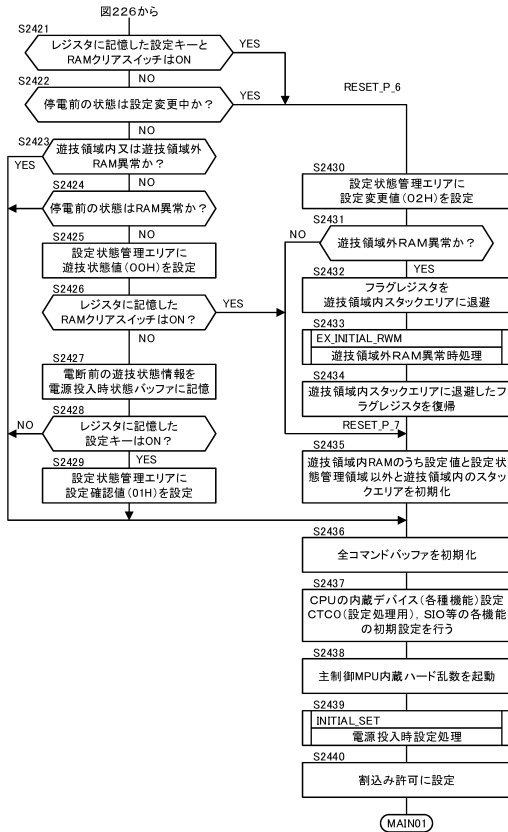 図226から
S2421
レジスタに記憶した設定キーと
RAMクリアスイッチはON
YES
NO
S2422
停電前の状態は設定変更中か？
YES
RESET_P_6
NO
S2423
遊技領域内又は遊技領域外
RAM異常か？
YES
NO
S2424
停電前の状態はRAM異常か？
NO
S2425
設定状態管理エリアに
遊技状態値(00H)を設定
S2426
レジスタに記憶した
RAMクリアスイッチはON？
YES
NO
S2427
電断前の遊技状態情報を
電源投入時状態バッファに記憶
S2428
レジスタに記憶した
設定キーはON？
NO
YES
S2429
設定状態管理エリアに
設定確認値(01H)を設定
S2430
設定状態管理エリアに
設定変更値(02H)を設定
S2431
遊技領域外RAM異常か？
NO
YES
S2432
フラグレジスタを
遊技領域内スタックエリアに退避
S2433
EX_INITIAL_RWM
遊技領域外RAM異常時処理
S2434
遊技領域内スタックエリアに退避したフ
ラグレジスタを復帰
RESET_P_7
S2435
遊技領域内RAMのうち設定値と設定状
態管理領域以外と遊技領域内のスタッ
クエリアを初期化
S2436
全コマンドバッファを初期化
S2437
CPUの内蔵デバイス(各種機能)設定
CTC0(設定処理用)，SIO等の各機能
の初期設定を行う
S2438
主制御MPU内蔵ハード乱数を起動
S2439
INITIAL_SET
電源投入時設定処理
S2440
割込み許可に設定
MAIN01